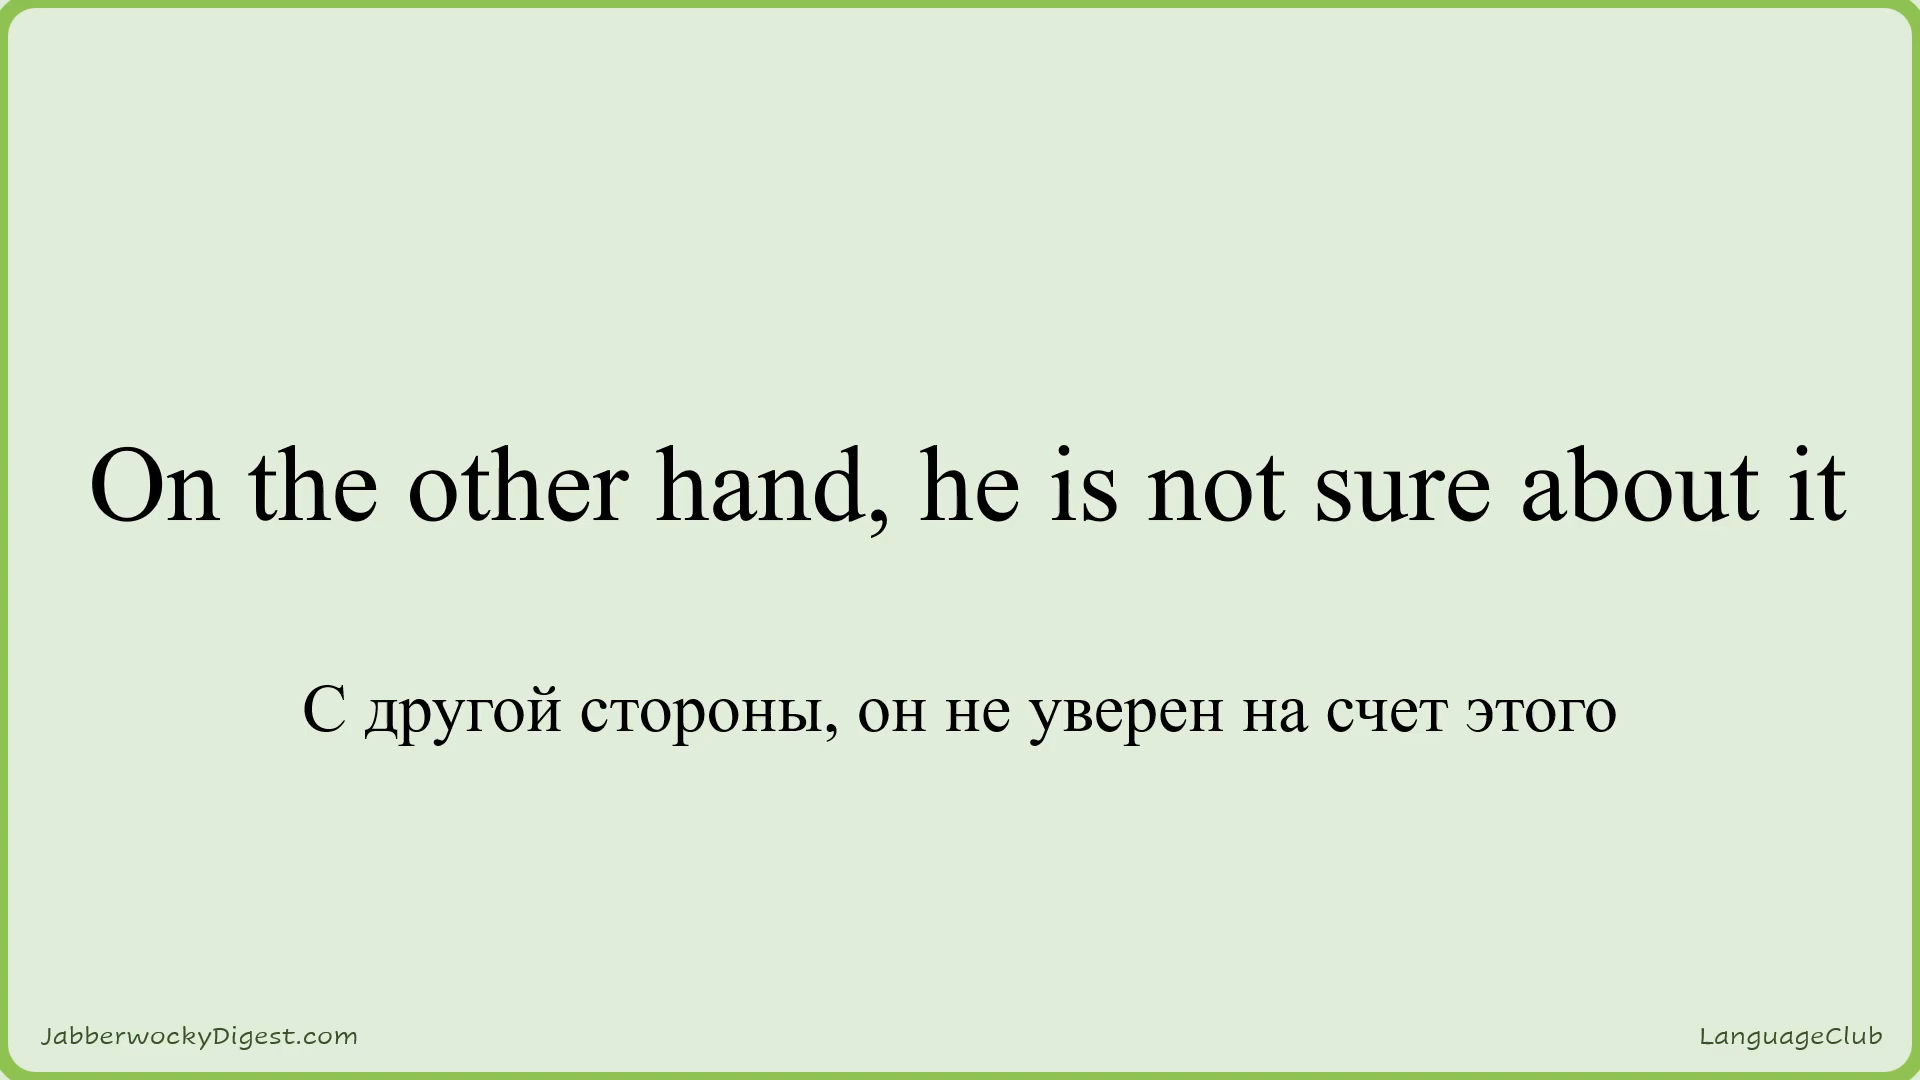 On the other hand, he is not sure about it
С другой стороны, он не уверен на счет этого
JabberwockyDigest.com
LanguageClub